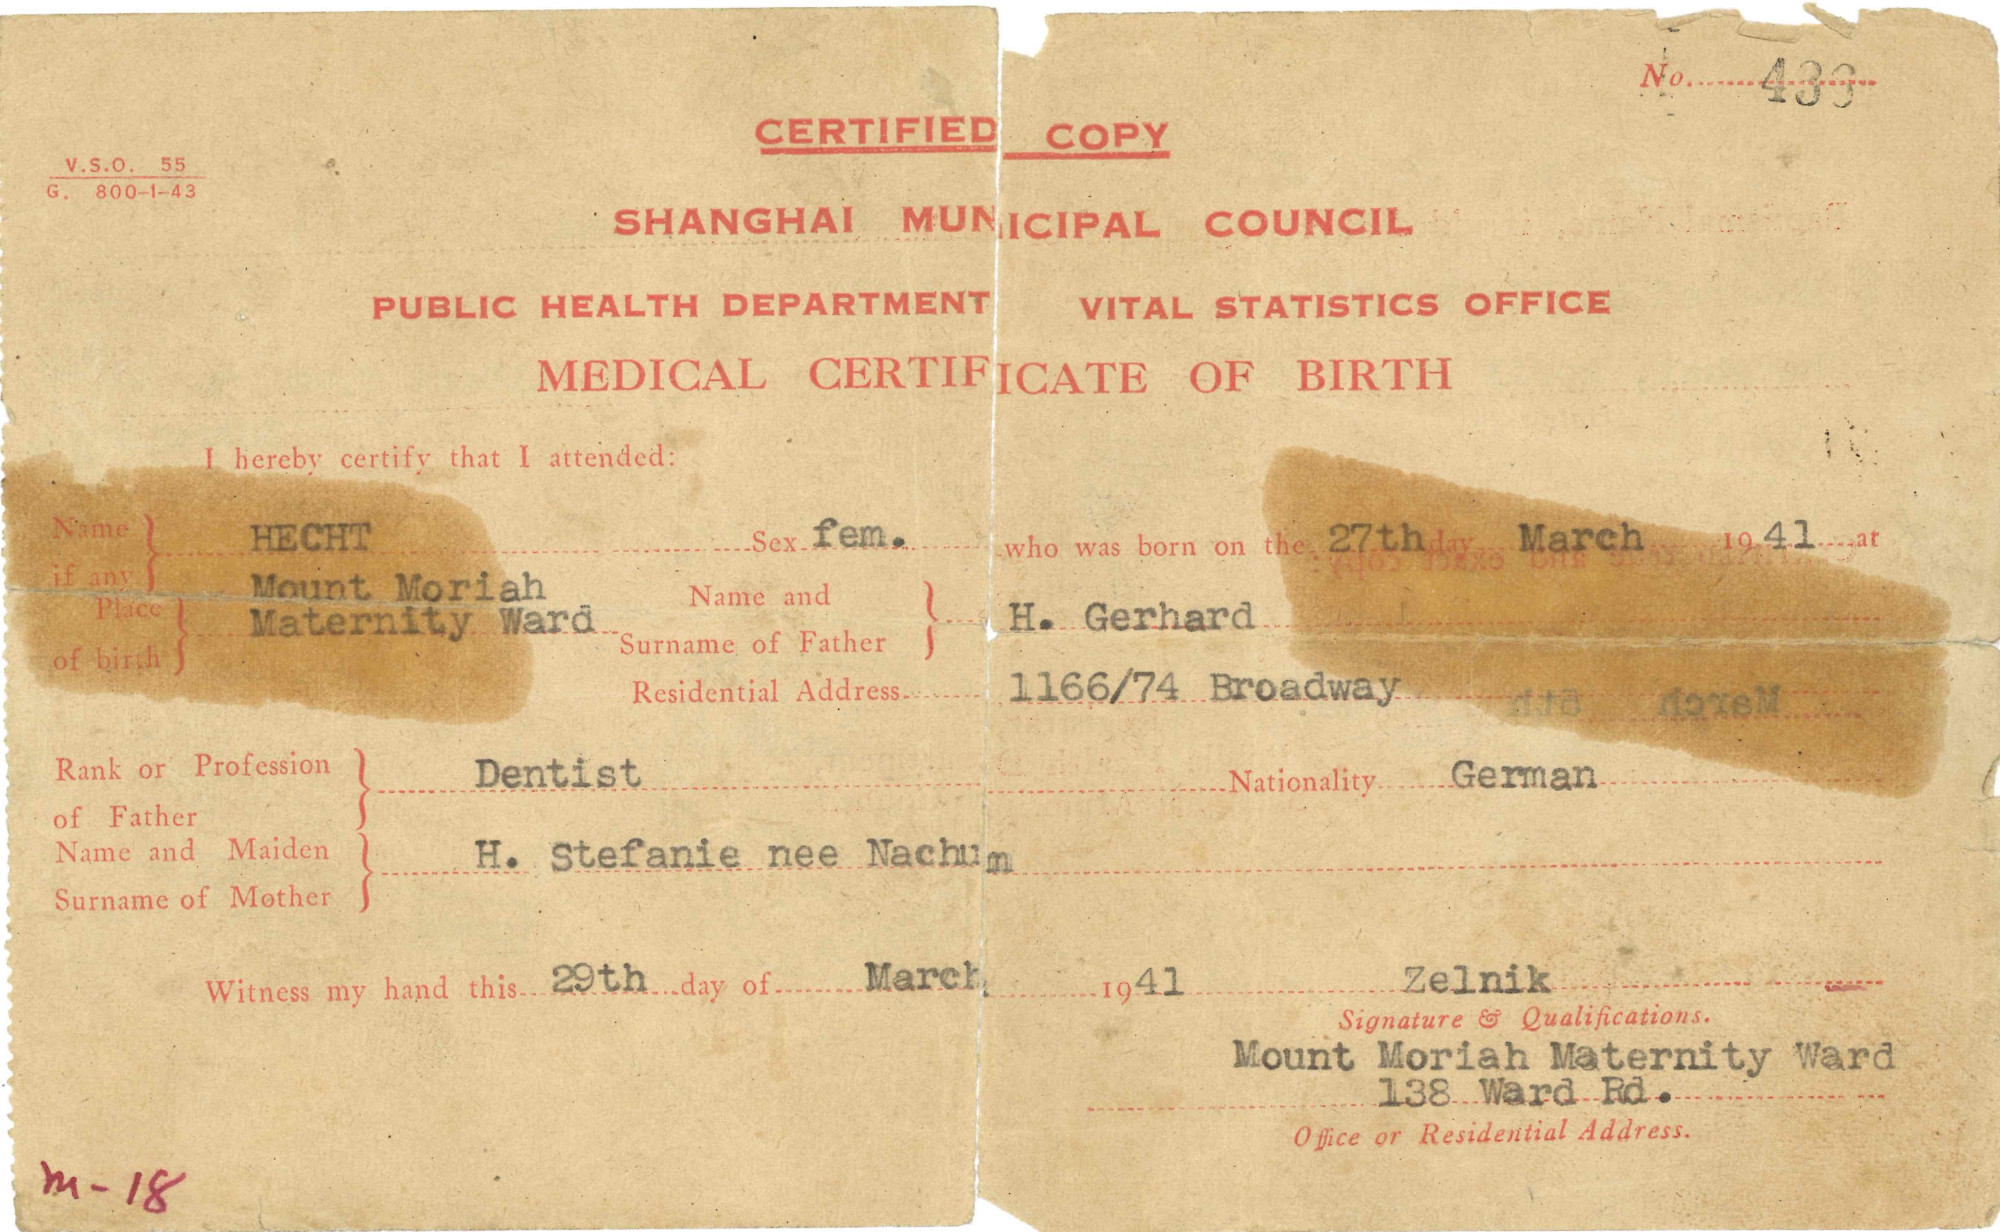 No. 433
CERTIFIED COPY
V.S.O. 55
G. 800-1-43
SHANGHAI MUNICIPAL COUNCIL
PUBLIC HEALTH DEPARTMENT VITAL STATISTICS OFFICE
MEDICAL CERTIFICATE OF BIRTH
I hereby certify that I attended:
Name if any } HECHT Sex fem. who was born on the 27th day March 1941 at
Place of birth } Mount Moriah Maternity Ward
Name and Surname of Father } H. Gerhard
Residential Address 1166/74 Broadway
March 8th
Rank or Profession of Father } Dentist Nationality German
Name and Maiden Surname of Mother } H. Stefanie nee Nachum
Witness my hand this 29th day of March 1941 Zelnik
Signature & Qualifications.
Mount Moriah Maternity Ward
138 Ward Rd.
Office or Residential Address.
m-18